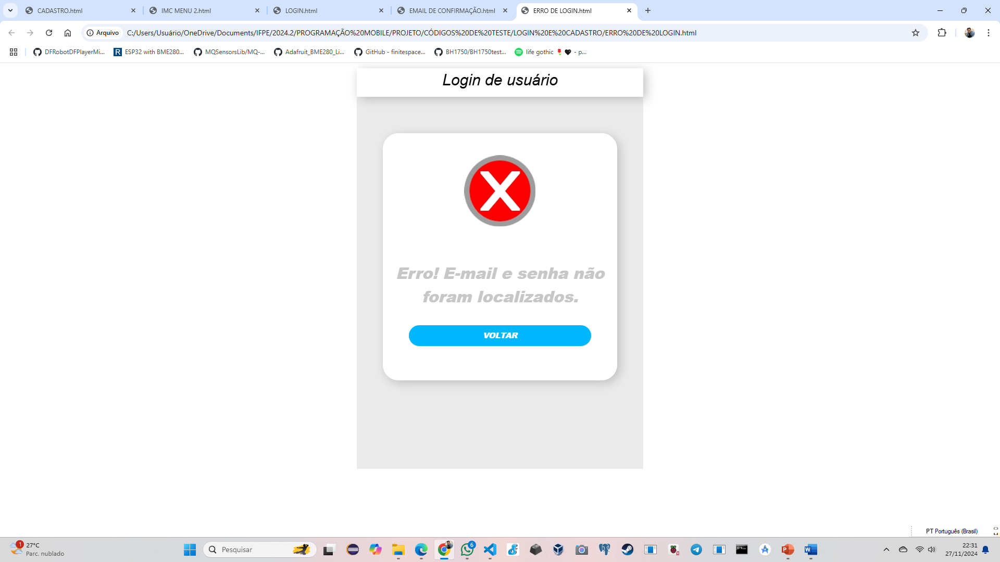 CADASTRO.html
IMC MENU 2.html
LOGIN.html
EMAIL DE CONFIRMAÇÃO.html
ERRO DE LOGIN.html
Arquivo
C:/Users/Usuário/OneDrive/Documents/IFPE/2024.2/PROGRAMAÇÃO%20MOBILE/PROJETO/CÓDIGOS%20DE%20TESTE/LOGIN%20E%20CADASTRO/ERRO%20DE%20LOGIN.html
DFRobotDFPlayerMi...
R ESP32 with BME280...
MQSensorsLib/MQ-...
Adafruit_BME280_Li...
GitHub - finitespace...
BH1750/BH1750test...
life gothic 🌹🖤 - p...
Login de usuário
X
Erro! E-mail e senha não
foram localizados.
VOLTAR
PT Português (Brasil)
1
27°C
Parc. nublado
Pesquisar
6
22:31
27/11/2024